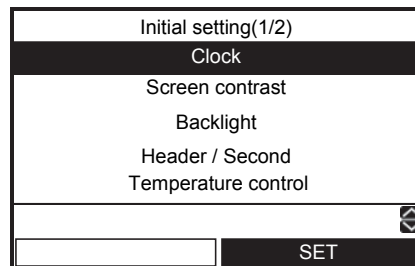 Initial setting(1/2)
Clock
Screen contrast
Backlight
Header / Second
Temperature control
SET